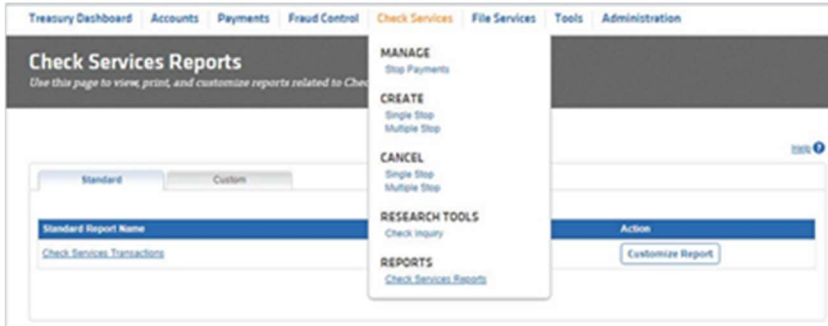 Treasury Dashboard Accounts Payments Fraud Control Check Services File Services Tools Administration
Check Services Reports
Use this page to view, print, and customize reports related to Chec
MANAGE
Stop Payments
CREATE
Single Stop
Multiple Stop
CANCEL
Single Stop
Multiple Stop
RESEARCH TOOLS
Check Inquiry
REPORTS
Check Services Reports
Help ?
Standard Custom
Standard Report Name Action
Check Services Transactions Customize Report